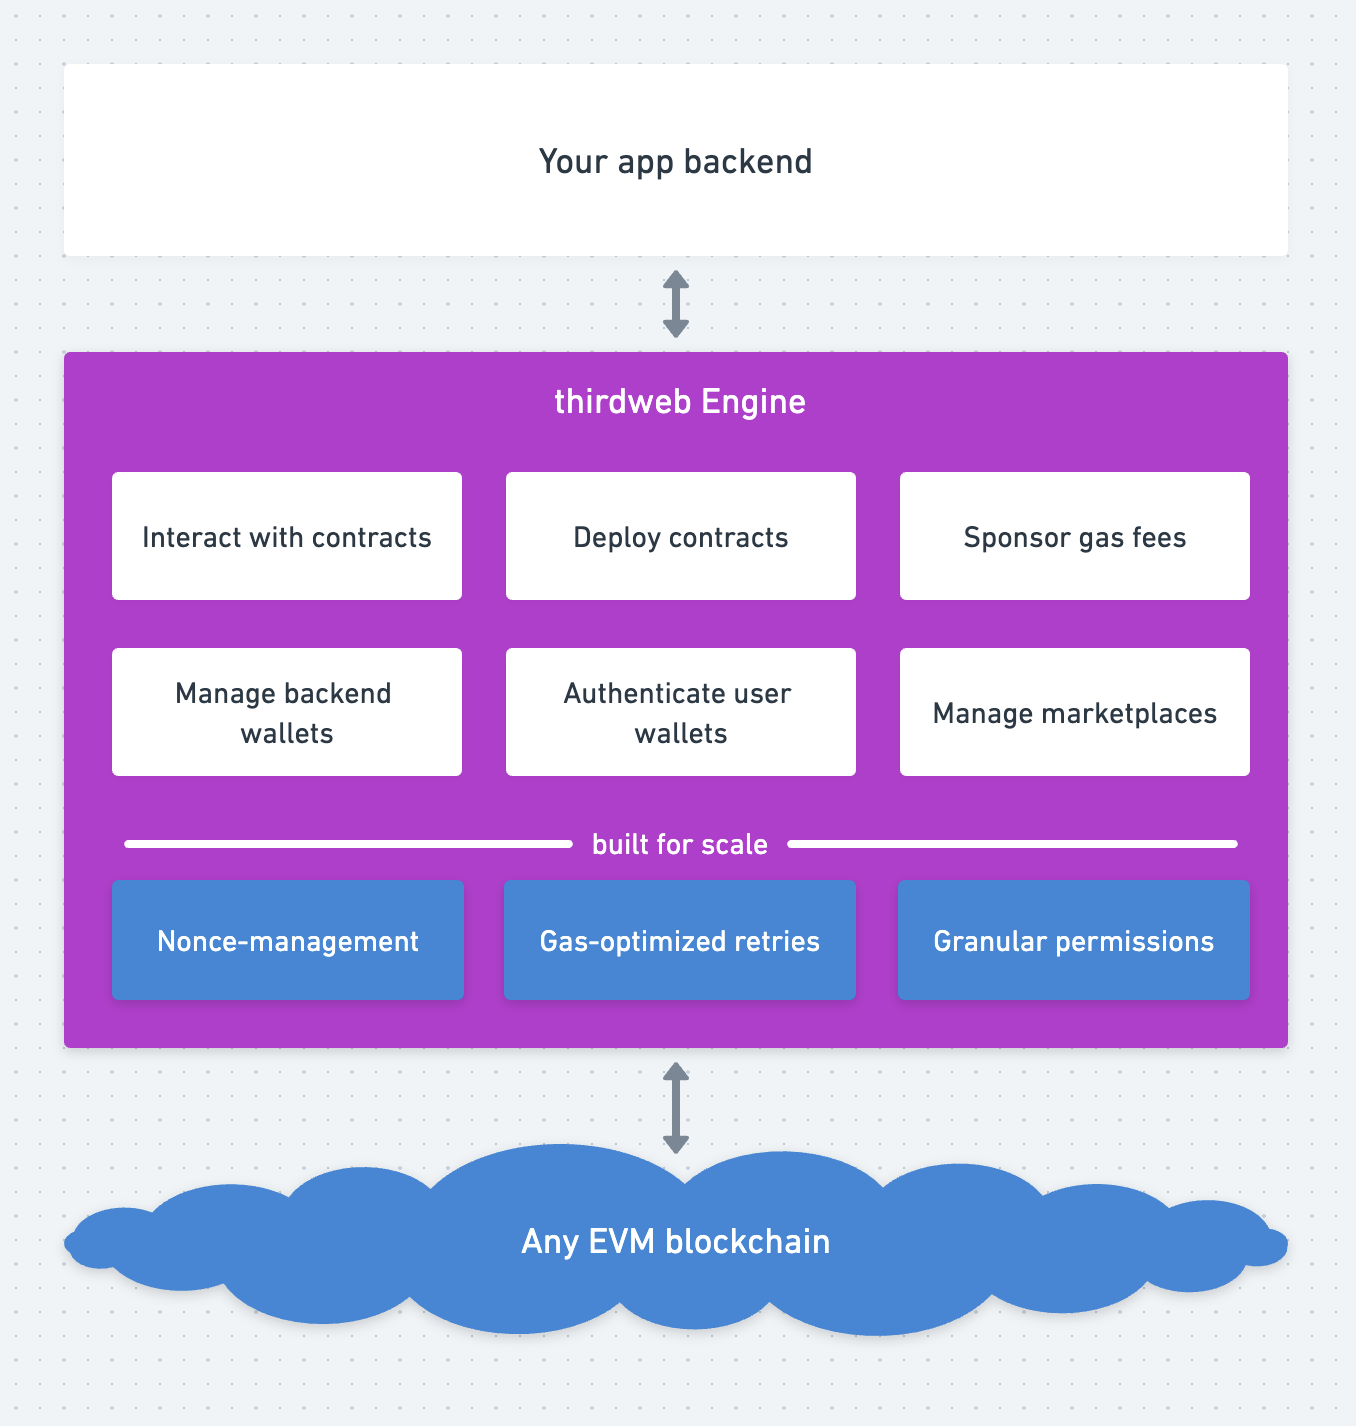 Your app backend
thirdweb Engine
Interact with contracts
Deploy contracts
Sponsor gas fees
Manage backend
wallets
Authenticate user
wallets
Manage marketplaces
built for scale
Nonce-management
Gas-optimized retries
Granular permissions
Any EVM blockchain